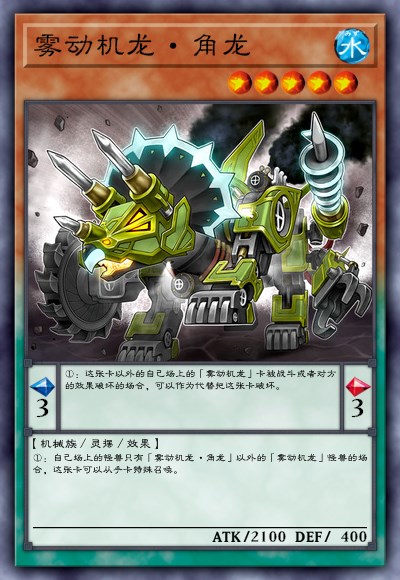 雾动机龙·角龙
水
①：这张卡以外的自己场上的「雾动机龙」卡被战斗或者对方
的效果破坏的场合，可以作为代替把这张卡破坏。
3
3
【机械族／灵摆／效果】
①：自己场上的怪兽只有「雾动机龙·角龙」以外的「雾动机龙」怪兽的场
合，这张卡可以从手卡特殊召唤。
ATK/2100 DEF/ 400